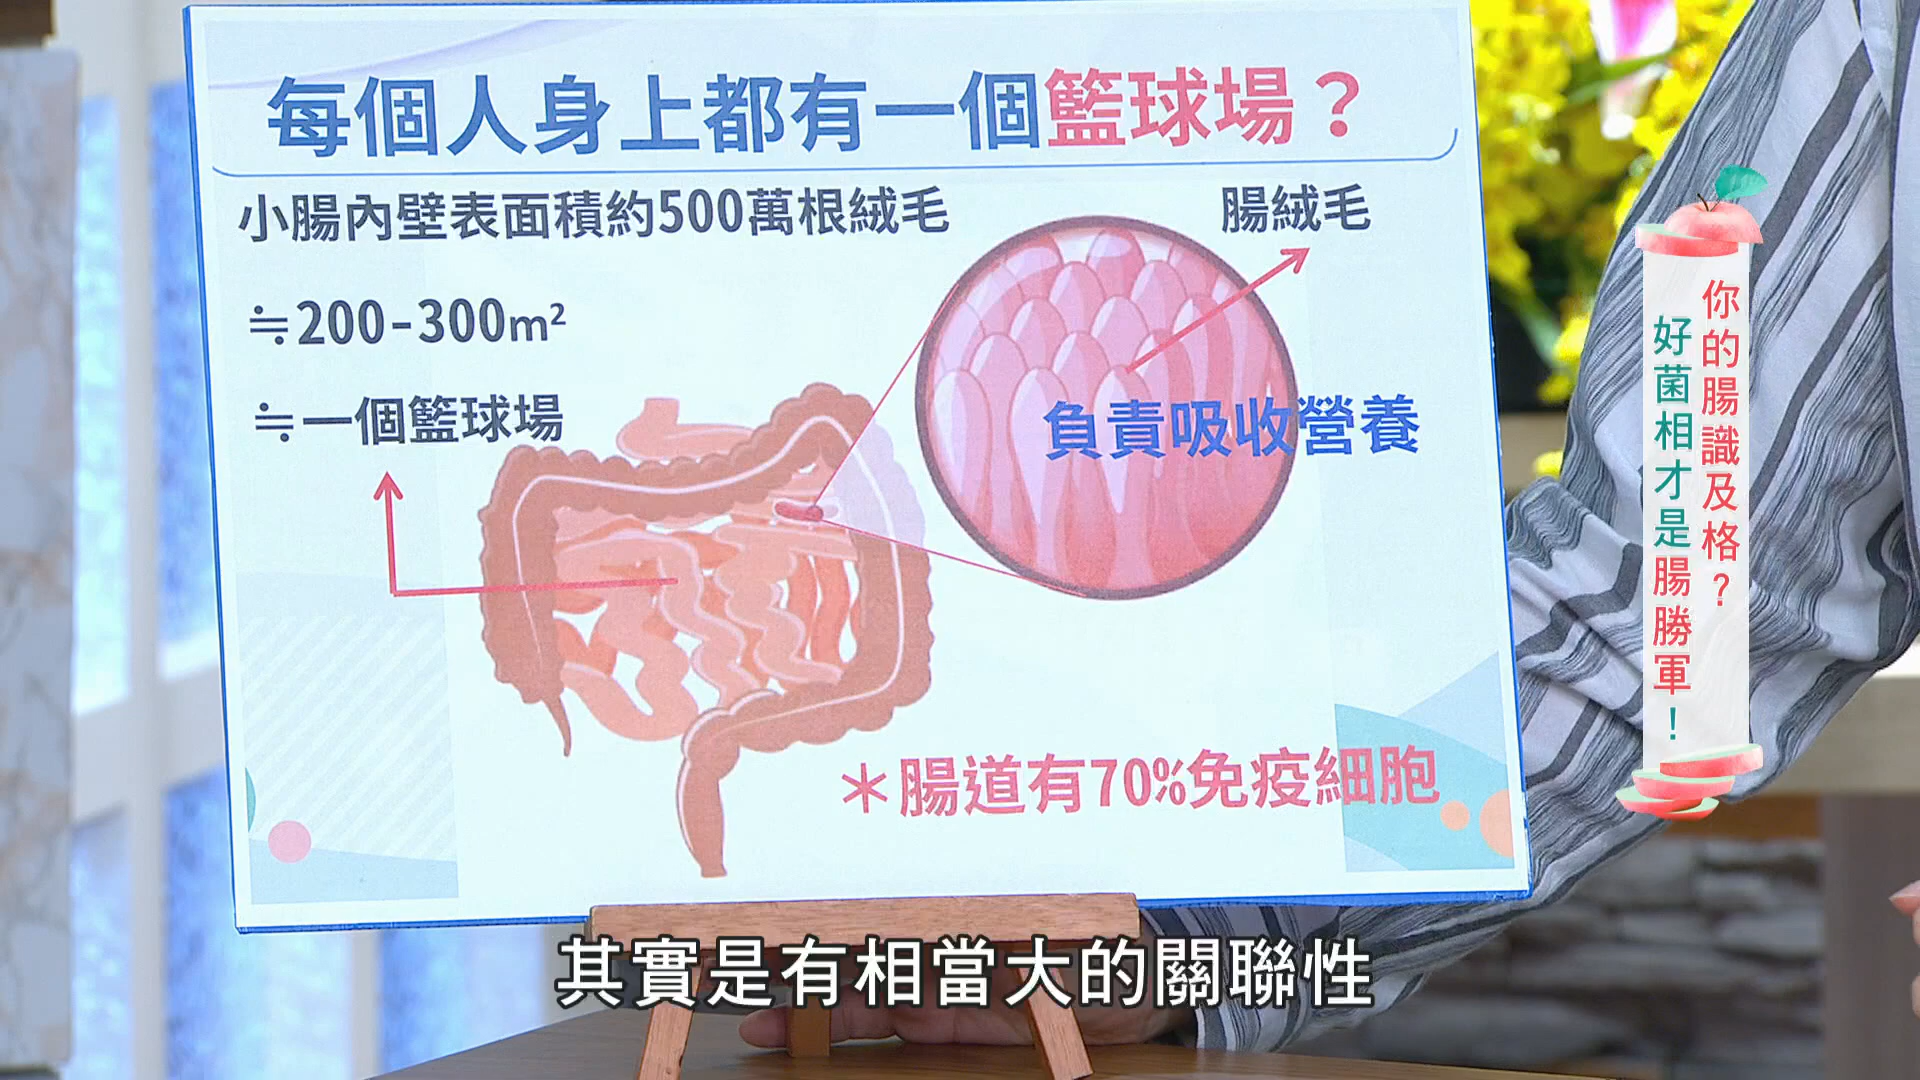 每個人身上都有一個籃球場？
小腸內壁表面積約500萬根絨毛
≒200-300m²
≒一個籃球場
腸絨毛
負責吸收營養
＊腸道有70%免疫細胞
你的腸識及格？
好菌相才是腸勝軍！
其實是有相當大的關聯性